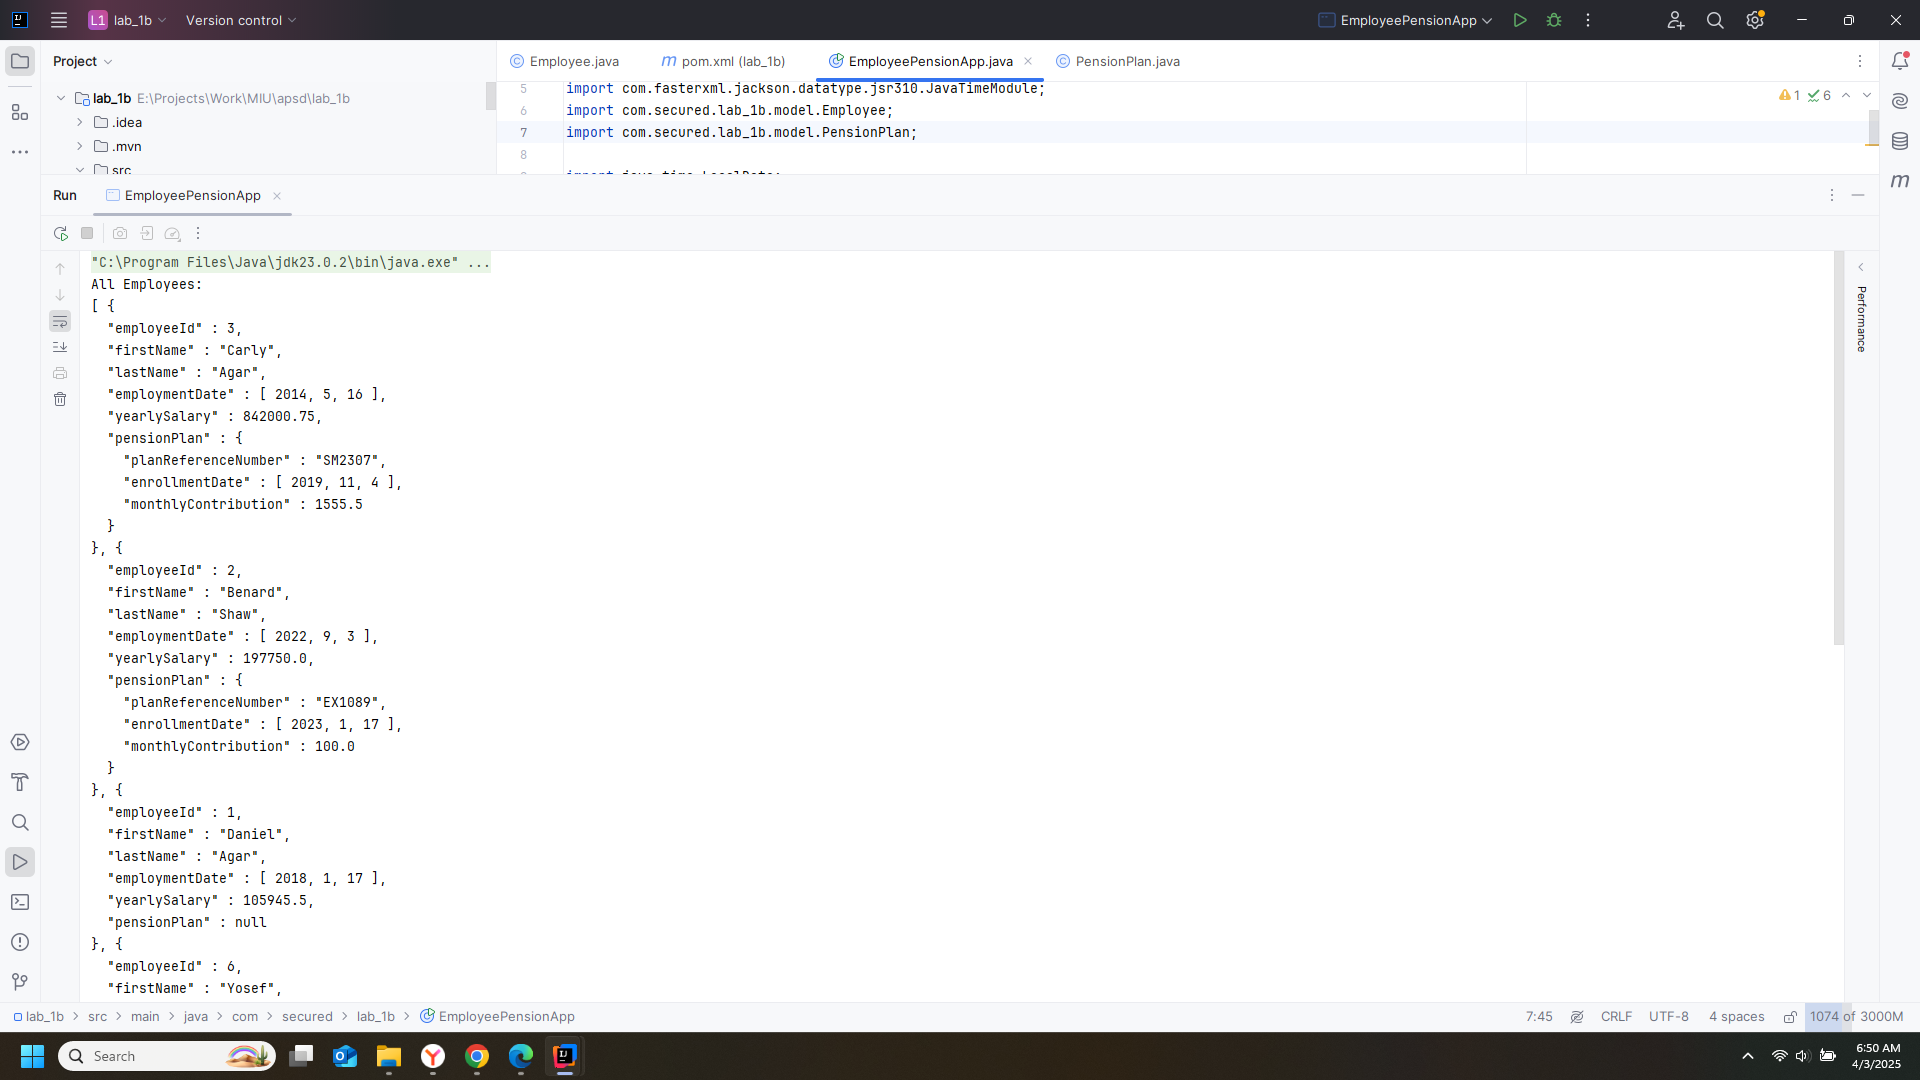 L1 lab_1b Version control EmployeePensionApp
Project
Employee.java pom.xml (lab_1b) EmployeePensionApp.java PensionPlan.java
lab_1b E:\Projects\Work\MIU\apsd\lab_1b
.idea
.mvn
src
5 import com.fasterxml.jackson.datatype.jsr310.JavaTimeModule;
6 import com.secured.lab_1b.model.Employee;
7 import com.secured.lab_1b.model.PensionPlan;
8
1 6
Run EmployeePensionApp
"C:\Program Files\Java\jdk23.0.2\bin\java.exe" ...
All Employees:
[ {
"employeeId" : 3,
"firstName" : "Carly",
"lastName" : "Agar",
"employmentDate" : [ 2014, 5, 16 ],
"yearlySalary" : 842000.75,
"pensionPlan" : {
"planReferenceNumber" : "SM2307",
"enrollmentDate" : [ 2019, 11, 4 ],
"monthlyContribution" : 1555.5
}
}, {
"employeeId" : 2,
"firstName" : "Benard",
"lastName" : "Shaw",
"employmentDate" : [ 2022, 9, 3 ],
"yearlySalary" : 197750.0,
"pensionPlan" : {
"planReferenceNumber" : "EX1089",
"enrollmentDate" : [ 2023, 1, 17 ],
"monthlyContribution" : 100.0
}
}, {
"employeeId" : 1,
"firstName" : "Daniel",
"lastName" : "Agar",
"employmentDate" : [ 2018, 1, 17 ],
"yearlySalary" : 105945.5,
"pensionPlan" : null
}, {
"employeeId" : 6,
"firstName" : "Yosef",
Performance
lab_1b > src > main > java > com > secured > lab_1b > EmployeePensionApp
7:45 CRLF UTF-8 4 spaces 1074 of 3000M
Search
6:50 AM
4/3/2025